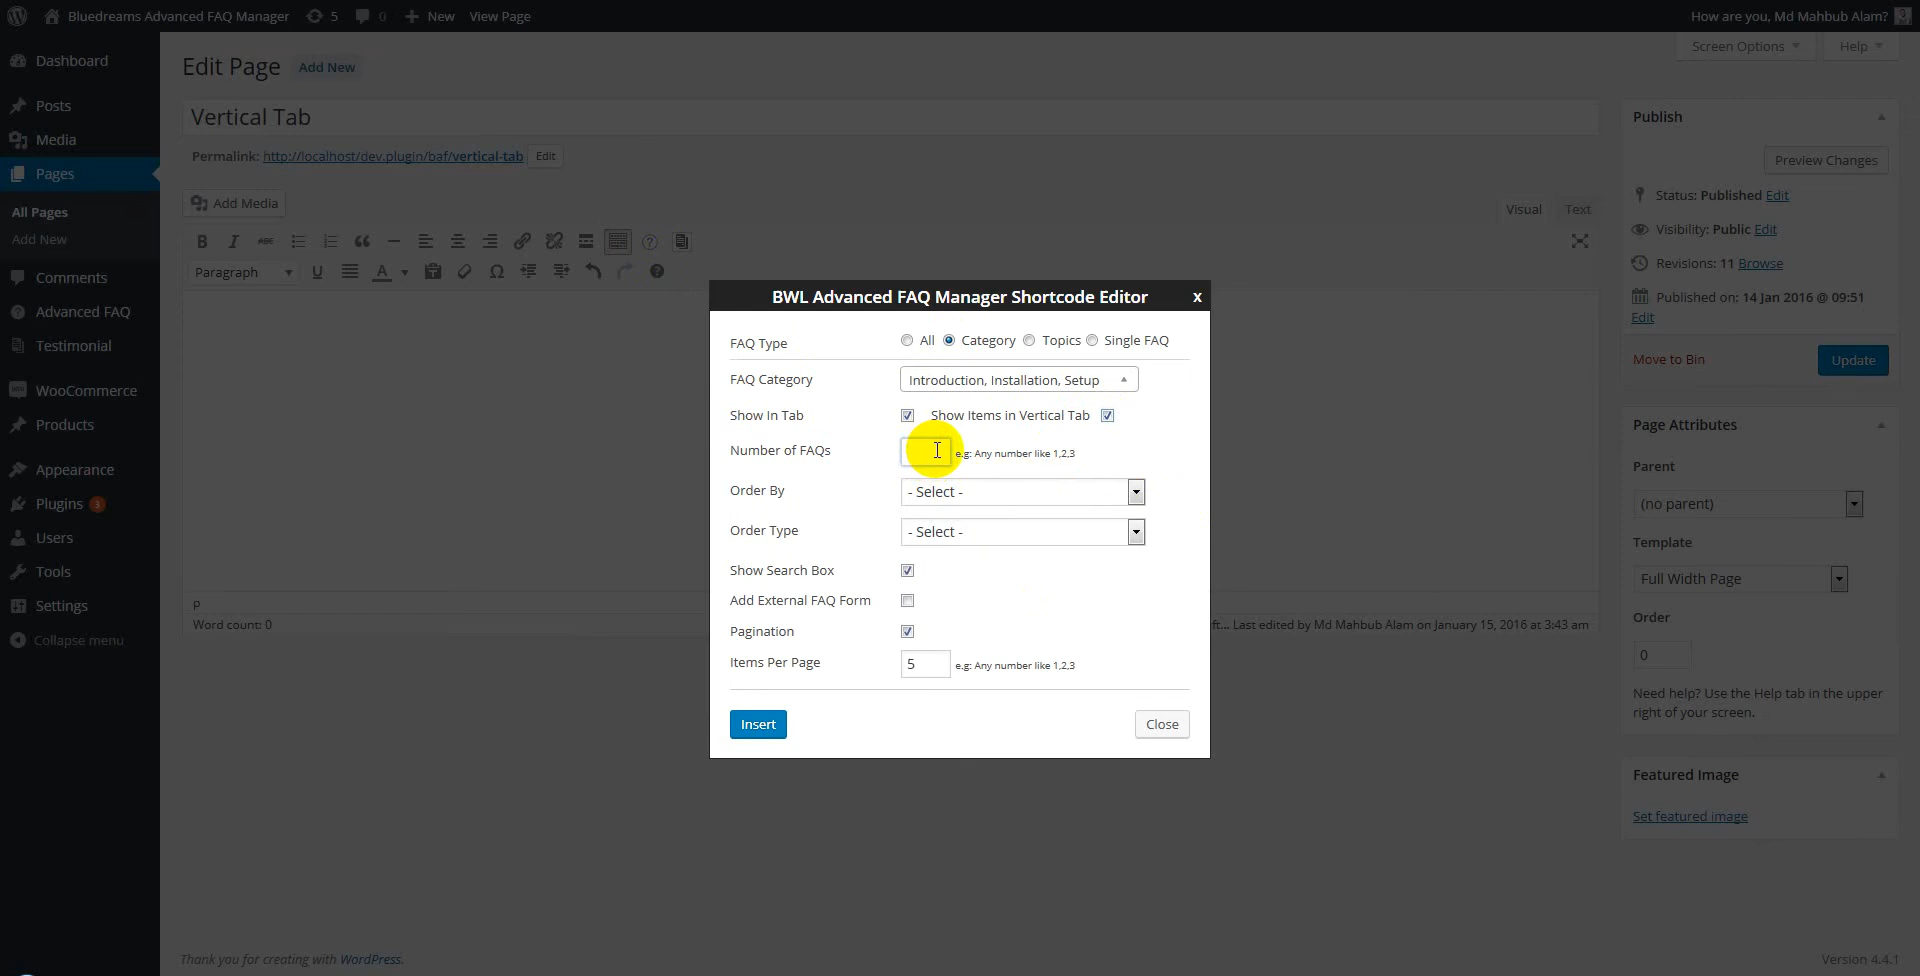 Bluedreams Advanced FAQ Manager 5 0 New View Page How are you, Md Mahbub Alam?
Dashboard
Posts
Media
Pages
All Pages
Add New
Comments
Advanced FAQ
Testimonial
WooCommerce
Products
Appearance
Plugins 3
Users
Tools
Settings
Collapse menu
Screen Options Help
Edit Page Add New
Vertical Tab
Permalink: http://localhost/dev.plugin/baf/vertical-tab Edit
Add Media
Visual Text
B I ABC
Paragraph U A
P
Word count: 0
ft... Last edited by Md Mahbub Alam on January 15, 2016 at 3:43 am
BWL Advanced FAQ Manager Shortcode Editor x
FAQ Type All Category Topics Single FAQ
FAQ Category Introduction, Installation, Setup
Show In Tab Show Items in Vertical Tab
Number of FAQs e.g: Any number like 1,2,3
Order By - Select -
Order Type - Select -
Show Search Box
Add External FAQ Form
Pagination
Items Per Page 5 e.g: Any number like 1,2,3
Insert Close
Publish
Preview Changes
Status: Published Edit
Visibility: Public Edit
Revisions: 11 Browse
Published on: 14 Jan 2016 @ 09:51
Edit
Move to Bin Update
Page Attributes
Parent
(no parent)
Template
Full Width Page
Order
0
Need help? Use the Help tab in the upper
right of your screen.
Featured Image
Set featured image
Thank you for creating with WordPress.
Version 4.4.1